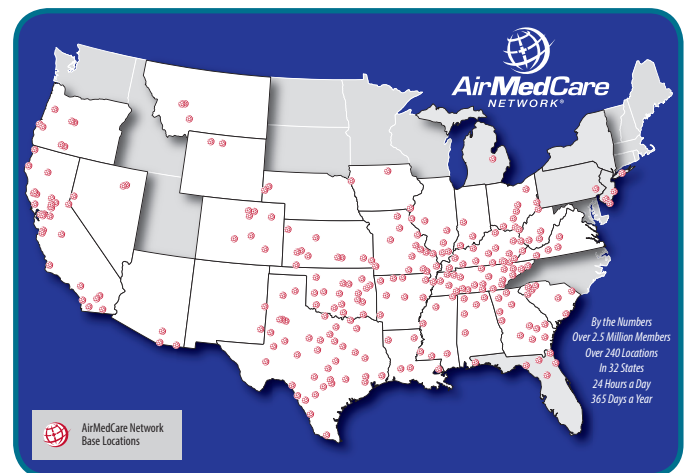 AirMedCare
NETWORK®
By the Numbers
Over 2.5 Million Members
Over 240 Locations
In 32 States
24 Hours a Day
365 Days a Year
AirMedCare Network
Base Locations